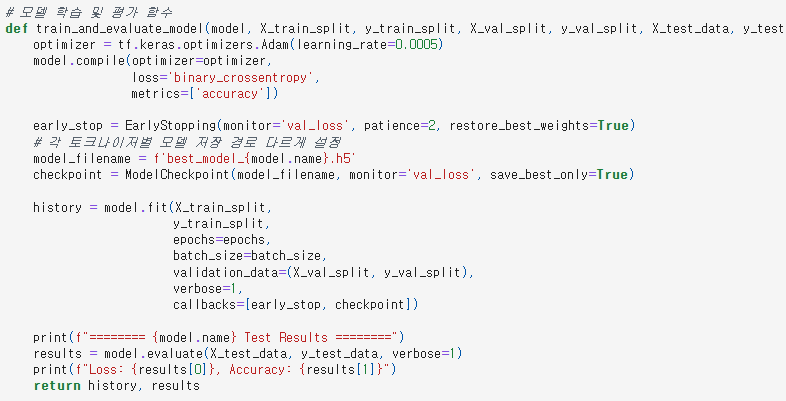 # 모델 학습 및 평가 함수
def train_and_evaluate_model(model, X_train_split, y_train_split, X_val_split, y_val_split, X_test_data, y_test
    optimizer = tf.keras.optimizers.Adam(learning_rate=0.0005)
    model.compile(optimizer=optimizer,
                  loss='binary_crossentropy',
                  metrics=['accuracy'])

    early_stop = EarlyStopping(monitor='val_loss', patience=2, restore_best_weights=True)
    # 각 토크나이저별 모델 저장 경로 다르게 설정
    model_filename = f'best_model_{model.name}.h5'
    checkpoint = ModelCheckpoint(model_filename, monitor='val_loss', save_best_only=True)

    history = model.fit(X_train_split,
                        y_train_split,
                        epochs=epochs,
                        batch_size=batch_size,
                        validation_data=(X_val_split, y_val_split),
                        verbose=1,
                        callbacks=[early_stop, checkpoint])

    print(f"======== {model.name} Test Results ========")
    results = model.evaluate(X_test_data, y_test_data, verbose=1)
    print(f"Loss: {results[0]}, Accuracy: {results[1]}")
    return history, results